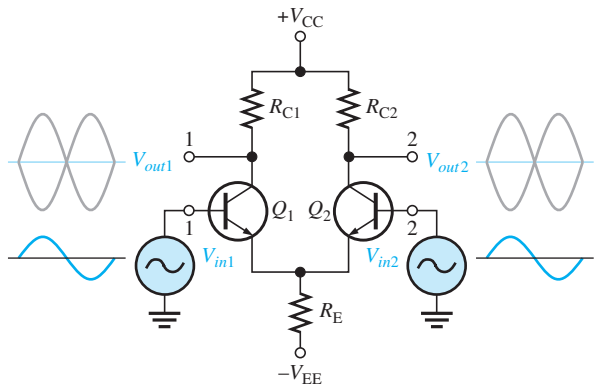 +V_CC
R_C1
R_C2
1
2
V_out1
V_out2
Q_1
Q_2
1
2
V_in1
V_in2
R_E
−V_EE